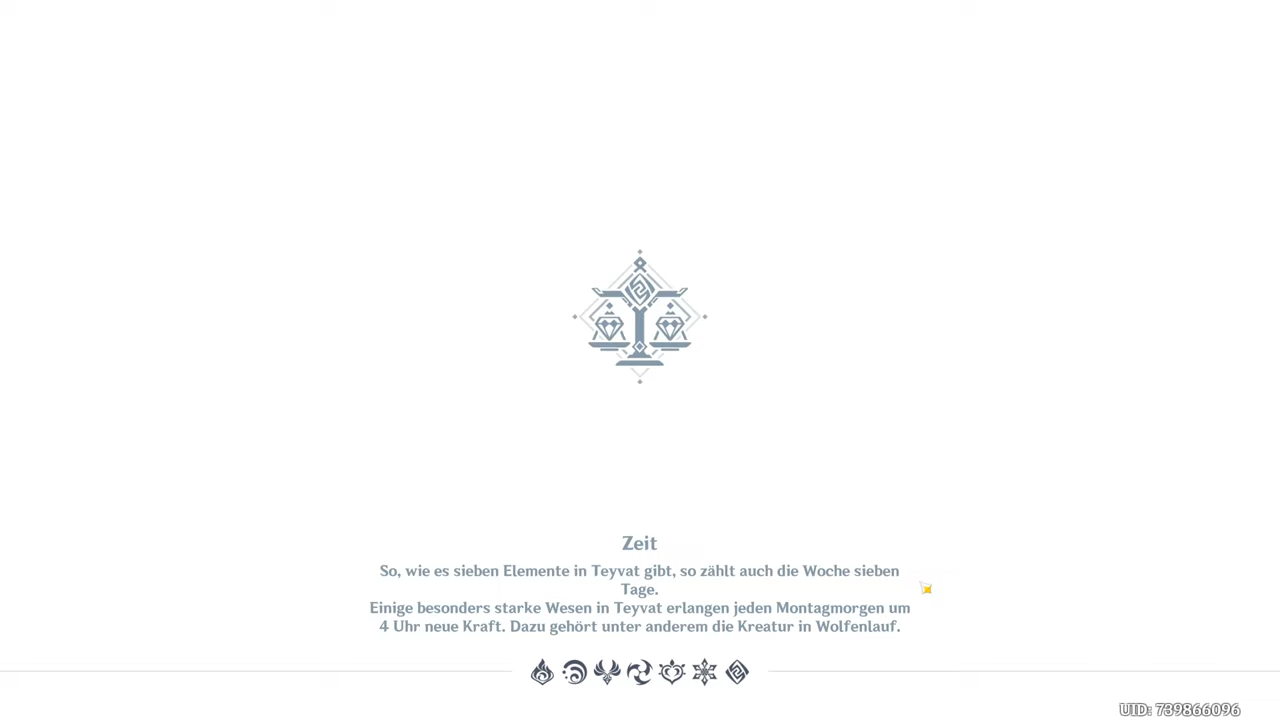 Zeit
So, wie es sieben Elemente in Teyvat gibt, so zählt auch die Woche sieben
Tage.
Einige besonders starke Wesen in Teyvat erlangen jeden Montagmorgen um
4 Uhr neue Kraft. Dazu gehört unter anderem die Kreatur in Wolfenlauf.
UID: 739866096